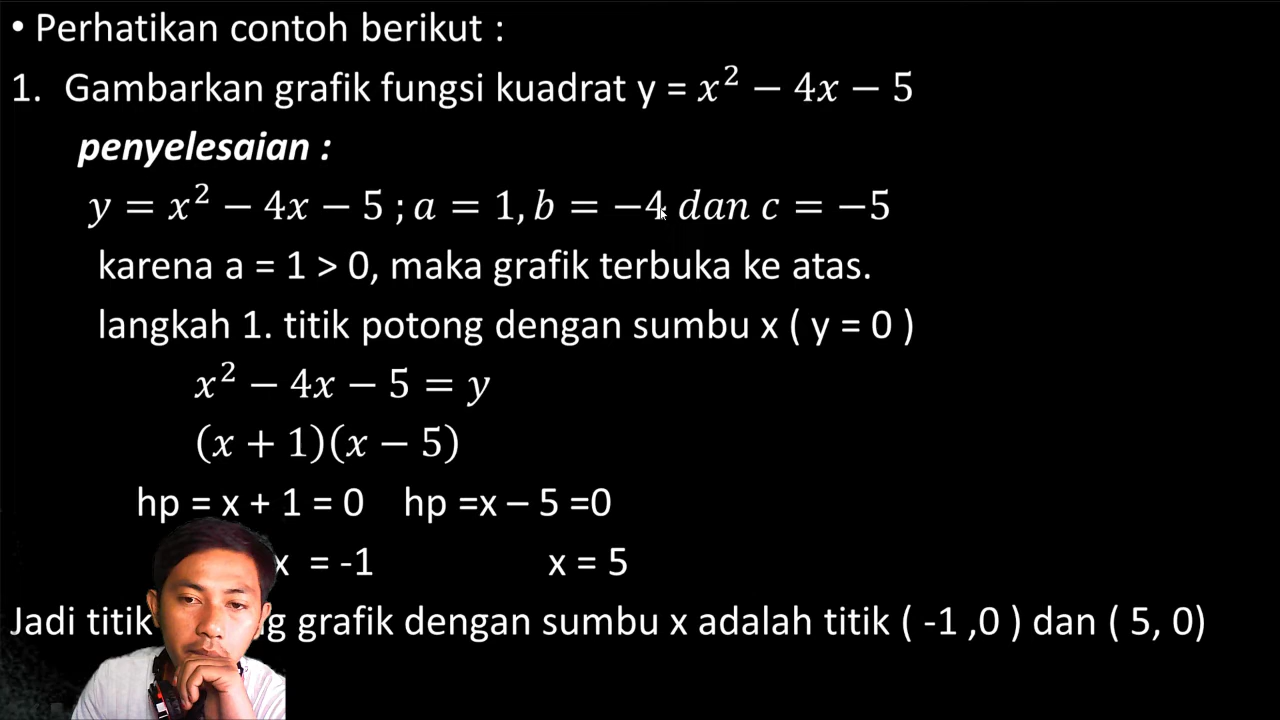 • Perhatikan contoh berikut :
1. Gambarkan grafik fungsi kuadrat y = x² − 4x − 5
penyelesaian :
y = x² − 4x − 5 ; a = 1, b = −4 dan c = −5
karena a = 1 > 0, maka grafik terbuka ke atas.
langkah 1. titik potong dengan sumbu x ( y = 0 )
x² − 4x − 5 = y
(x + 1)(x − 5)
hp = x + 1 = 0 hp =x – 5 =0
x = -1 x = 5
Jadi titik grafik dengan sumbu x adalah titik ( -1 ,0 ) dan ( 5, 0)